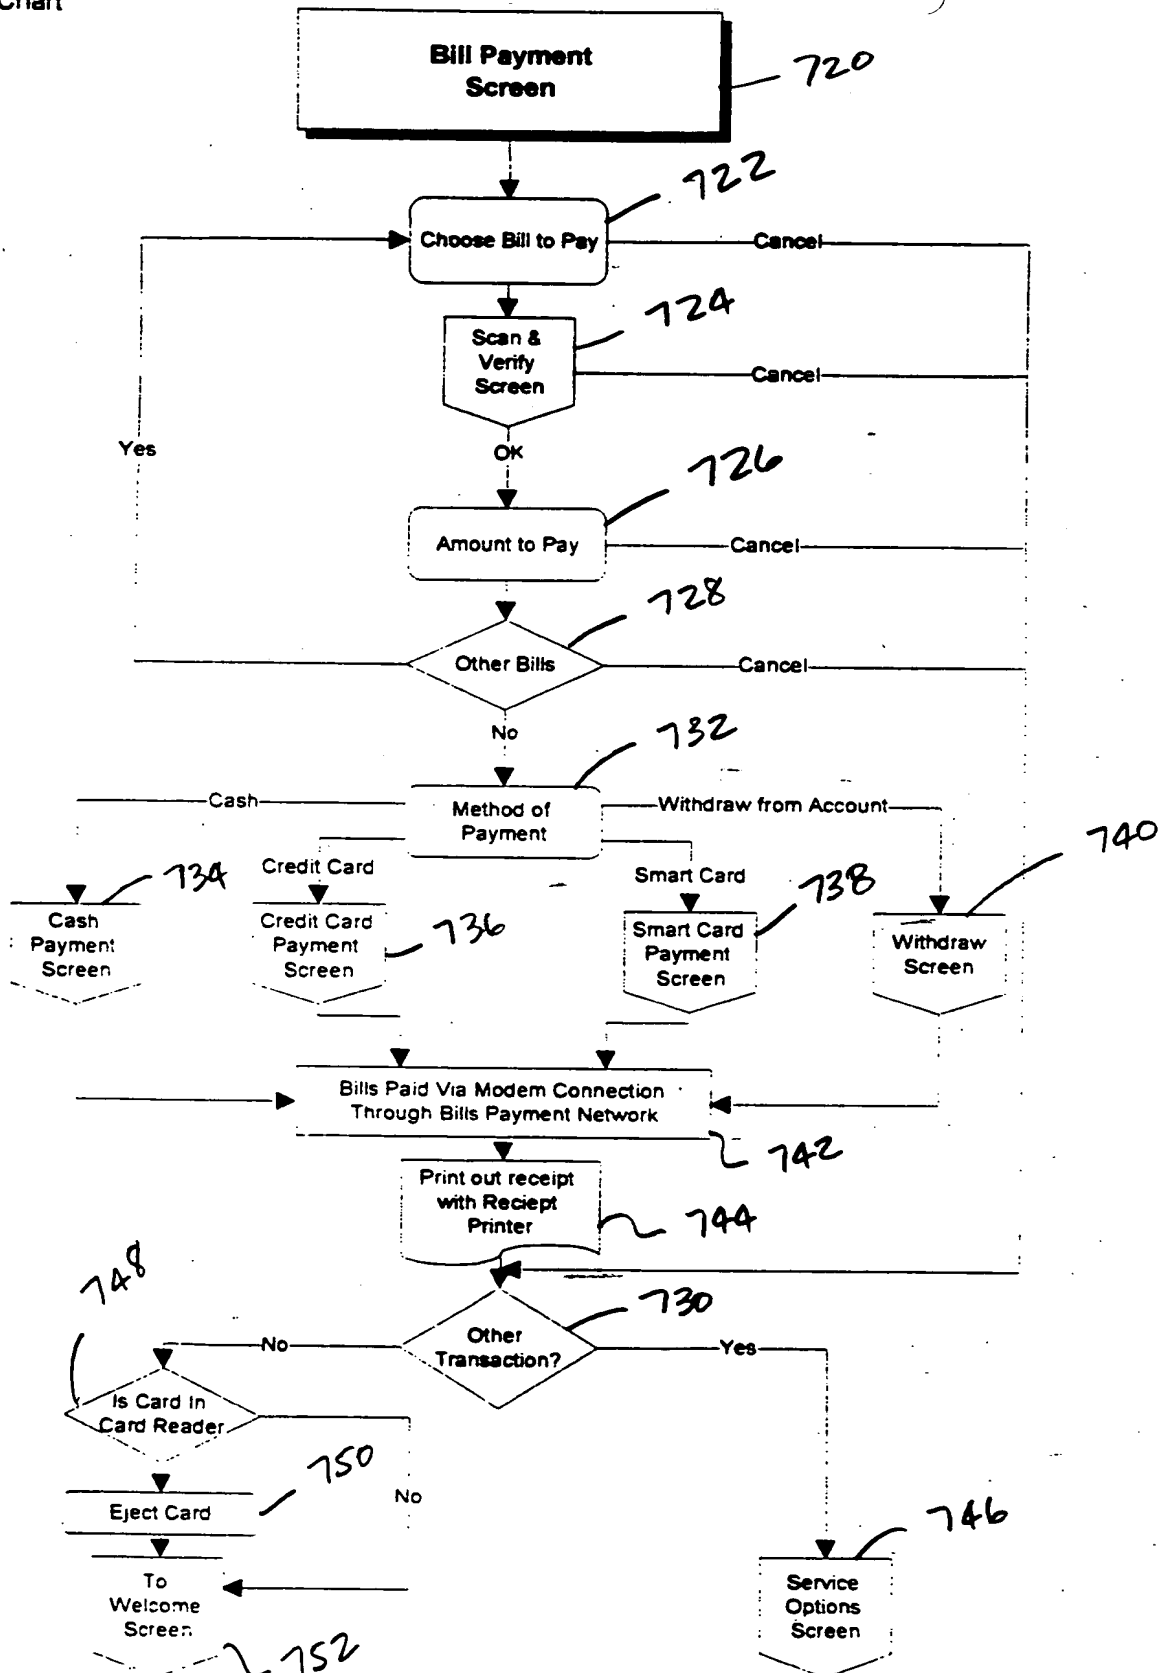 Chart
Bill Payment
Screen
720
722
Choose Bill to Pay
Cancel
724
Scan &
Verify
Screen
Cancel
Yes
OK
726
Amount to Pay
Cancel
728
Other Bills
Cancel
No
732
Cash
Method of
Payment
Withdraw from Account
740
734
Credit Card
Smart Card
738
Cash
Payment
Screen
Credit Card
Payment
Screen
736
Smart Card
Payment
Screen
Withdraw
Screen
Bills Paid Via Modem Connection
Through Bills Payment Network
742
Print out receipt
with Reciept
Printer
744
748
730
Other
Transaction?
No
Yes
Is Card In
Card Reader
750
No
Eject Card
746
To
Welcome
Screen
Service
Options
Screen
752